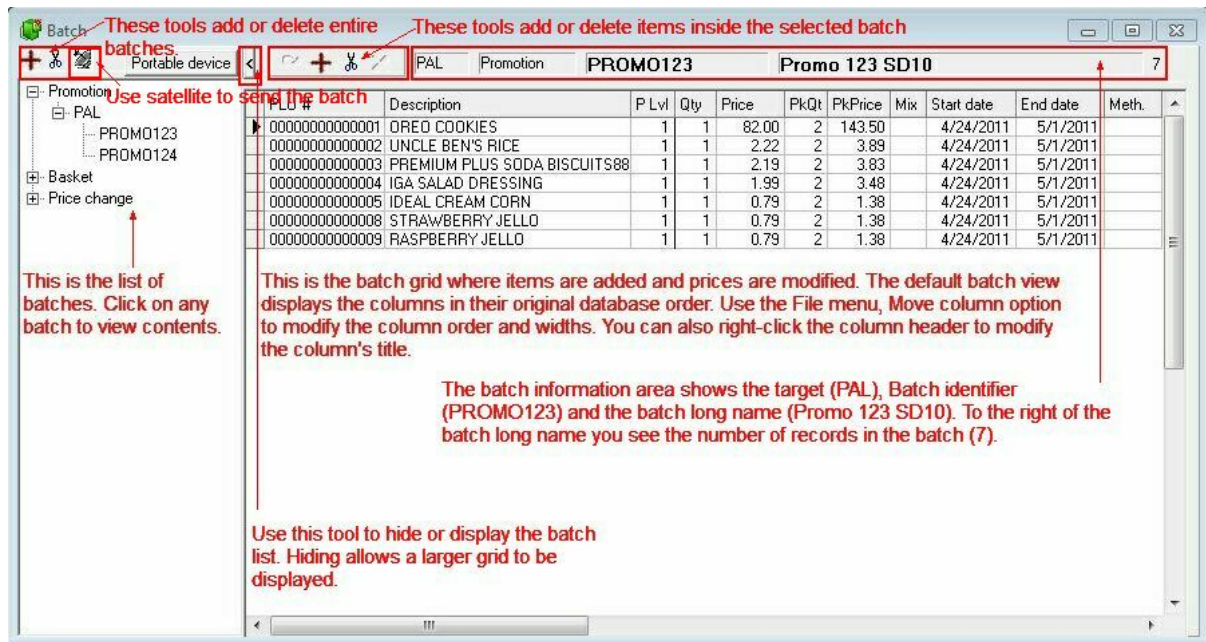 Batch
These tools add or delete entire
batches.
These tools add or delete items inside the selected batch
Portable device <
PAL Promotion PROMO123 Promo 123 SD10 7
Use satellite to send the batch
Promotion
PAL
PROMO123
PROMO124
Basket
Price change
PLU # Description P Lvl Qty Price PkQt PkPrice Mix Start date End date Meth.
00000000000001 OREO COOKIES 1 1 82.00 2 143.50 4/24/2011 5/1/2011
00000000000002 UNCLE BEN'S RICE 1 1 2.22 2 3.89 4/24/2011 5/1/2011
00000000000003 PREMIUM PLUS SODA BISCUITS88 1 1 2.19 2 3.83 4/24/2011 5/1/2011
00000000000004 IGA SALAD DRESSING 1 1 1.99 2 3.48 4/24/2011 5/1/2011
00000000000005 IDEAL CREAM CORN 1 1 0.79 2 1.38 4/24/2011 5/1/2011
00000000000008 STRAWBERRY JELLO 1 1 0.79 2 1.38 4/24/2011 5/1/2011
00000000000009 RASPBERRY JELLO 1 1 0.79 2 1.38 4/24/2011 5/1/2011
This is the list of
batches. Click on any
batch to view contents.
This is the batch grid where items are added and prices are modified. The default batch view
displays the columns in their original database order. Use the File menu, Move column option
to modify the column order and widths. You can also right-click the column header to modify
the column's title.
The batch information area shows the target (PAL), Batch identifier
(PROMO123) and the batch long name (Promo 123 SD10). To the right of the
batch long name you see the number of records in the batch (7).
Use this tool to hide or display the batch
list. Hiding allows a larger grid to be
displayed.